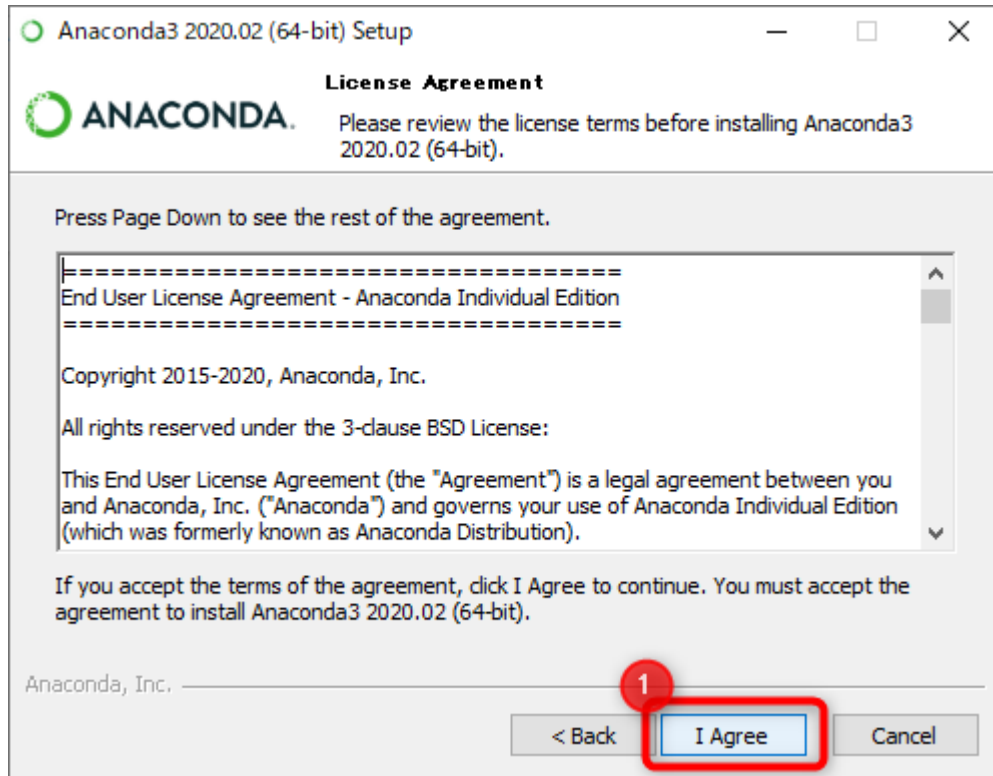 Anaconda3 2020.02 (64-bit) Setup
ANACONDA.
License Agreement
Please review the license terms before installing Anaconda3
2020.02 (64-bit).
Press Page Down to see the rest of the agreement.
===================================
End User License Agreement - Anaconda Individual Edition
===================================
Copyright 2015-2020, Anaconda, Inc.
All rights reserved under the 3-clause BSD License:
This End User License Agreement (the "Agreement") is a legal agreement between you
and Anaconda, Inc. ("Anaconda") and governs your use of Anaconda Individual Edition
(which was formerly known as Anaconda Distribution).
If you accept the terms of the agreement, click I Agree to continue. You must accept the
agreement to install Anaconda3 2020.02 (64-bit).
Anaconda, Inc.
1
< Back
I Agree
Cancel